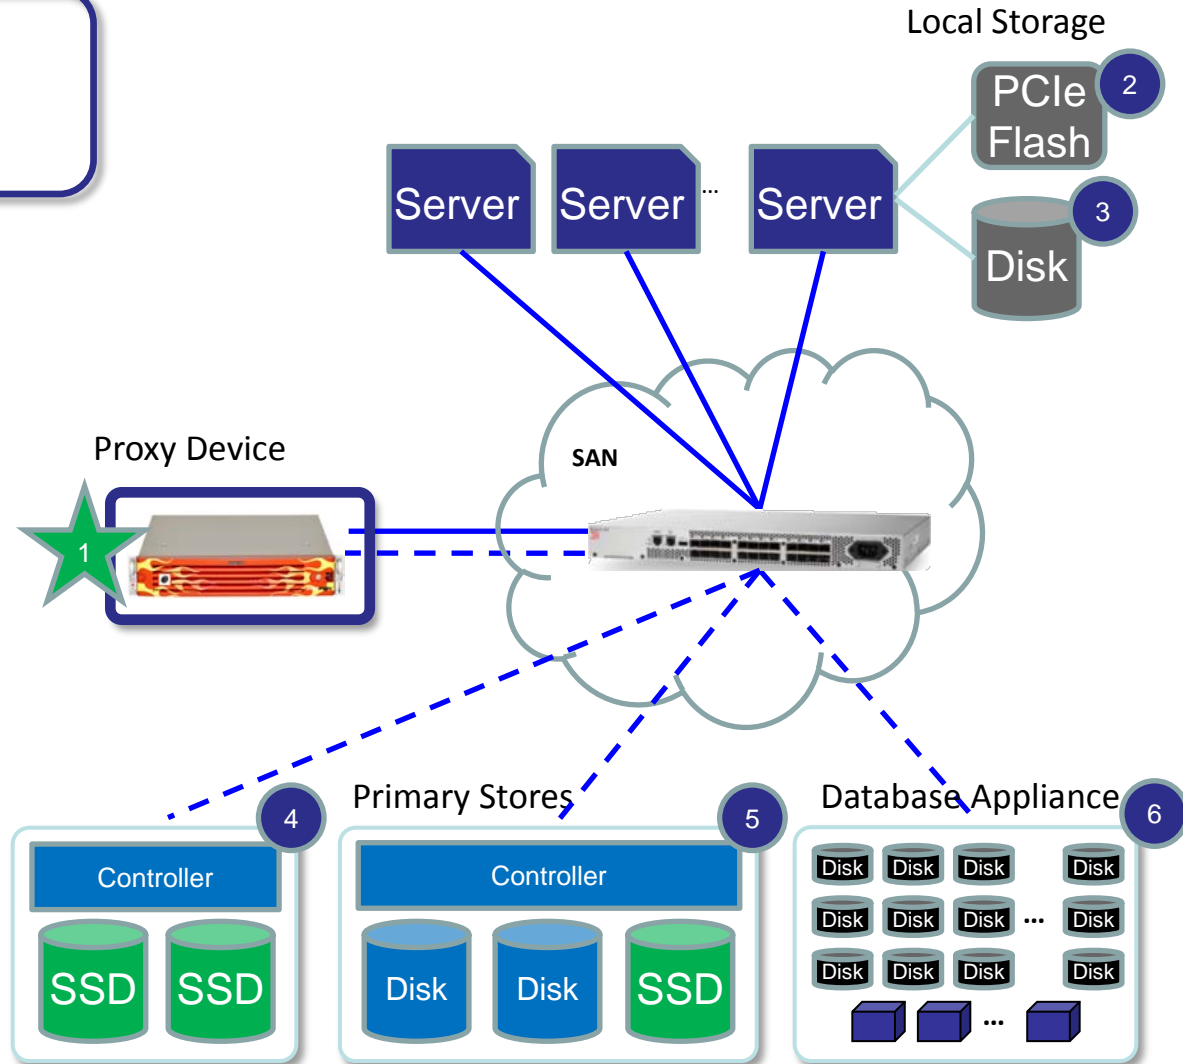 Local Storage
PCIe
Flash
2
Server
Server
...
Server
3
Disk
Proxy Device
1
SAN
Primary Stores
Database Appliance
4
5
6
Controller
SSD
SSD
Controller
Disk
Disk
SSD
Disk
Disk
Disk
Disk
Disk
Disk
Disk
...
Disk
Disk
Disk
Disk
Disk
...